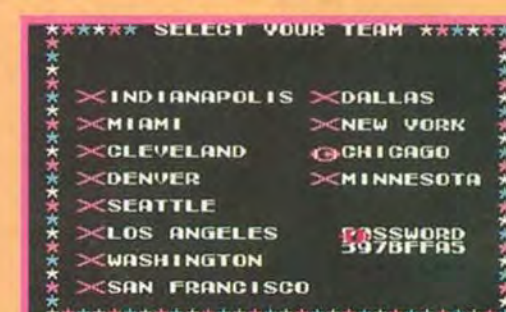 SELECT YOUR TEAM
INDIANAPOLIS
MIAMI
CLEVELAND
DENVER
SEATTLE
LOS ANGELES
WASHINGTON
SAN FRANCISCO
DALLAS
NEW YORK
CHICAGO
MINNESOTA
PASSWORD
397BFFA5